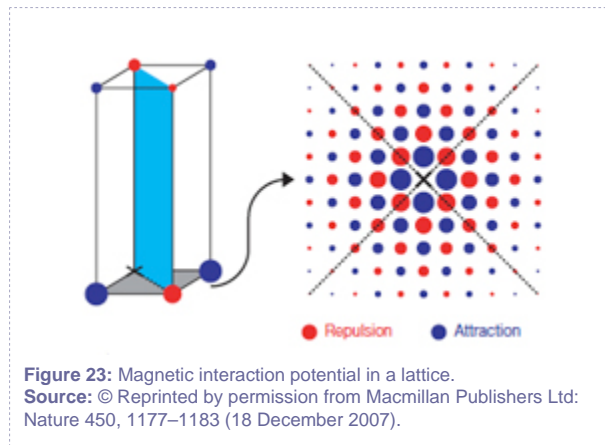 Repulsion Attraction
Figure 23: Magnetic interaction potential in a lattice.
Source: © Reprinted by permission from Macmillan Publishers Ltd:
Nature 450, 1177–1183 (18 December 2007).